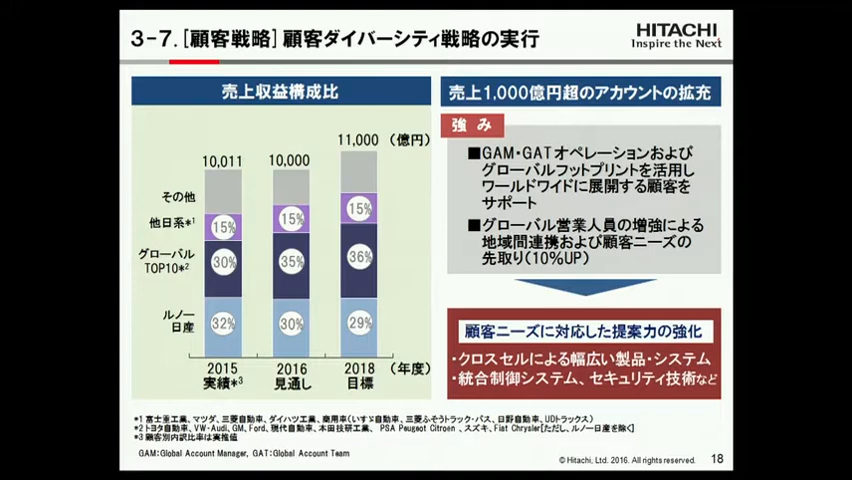 3-7. [顧客戦略] 顧客ダイバーシティ戦略の実行
HITACHI
Inspire the Next
売上収益構成比
11,000 (億円)
10,011
10,000
その他
他日系*1
グローバル
TOP10*2
ルノー
日産
15%
15%
15%
30%
35%
36%
32%
30%
29%
2015
実績*3
2016
見通し
2018
目標
(年度)
売上1,000億円超のアカウントの拡充
強み
■GAM・GATオペレーションおよび
グローバルフットプリントを活用し
ワールドワイドに展開する顧客を
サポート
■グローバル営業人員の増強による
地域間連携および顧客ニーズの
先取り(10%UP)
顧客ニーズに対応した提案力の強化
・クロスセルによる幅広い製品・システム
・統合制御システム、セキュリティ技術など
*1 富士重工業、マツダ、三菱自動車、ダイハツ工業、商用車(いすゞ自動車、三菱ふそうトラック・バス、日野自動車、UDトラックス)
*2 トヨタ自動車、VW・Audi、GM、Ford、現代自動車、本田技研工業、 PSA Peugeot Citroen 、スズキ、Fiat Chrysler[ただし、ルノー日産を除く]
*3 顧客別内訳比率は実推値
GAM:Global Account Manager, GAT:Global Account Team
© Hitachi, Ltd. 2016. All rights reserved.
18